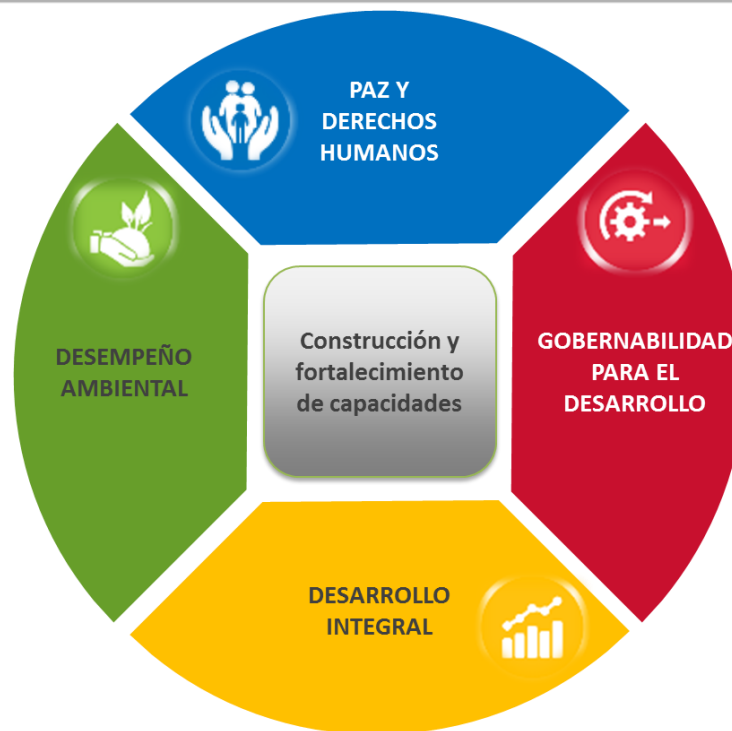 PAZ Y
DERECHOS
HUMANOS
DESEMPEÑO
AMBIENTAL
Construcción y
fortalecimiento
de capacidades
GOBERNABILIDAD
PARA EL
DESARROLLO
DESARROLLO
INTEGRAL